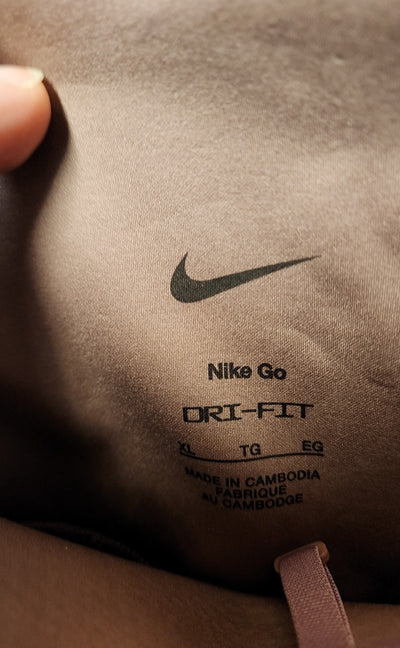 Nike Go
DRI-FIT
XL TG EG
MADE IN CAMBODIA
FABRIQUE
AU CAMBODGE